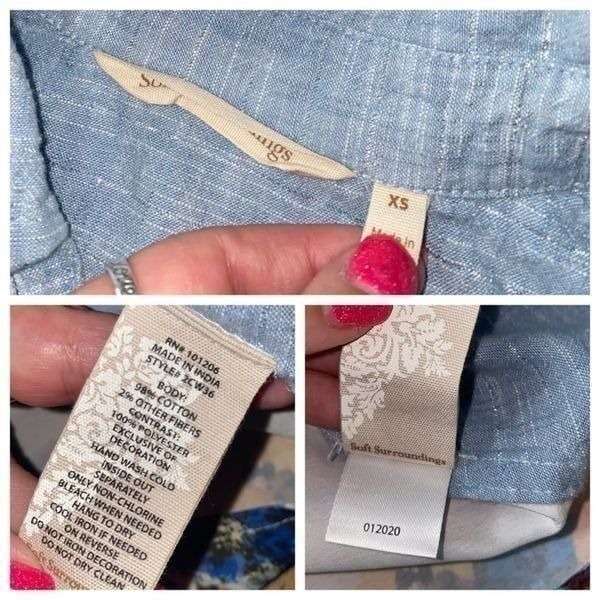 XS
Made in
RN# 101206
MADE IN INDIA
STYLE# 2CW36
BODY:
98% COTTON
2% OTHER FIBERS
CONTRAST:
100% POLYESTER
EXCLUSIVE OF
DECORATION
HAND WASH COLD
INSIDE OUT
SEPARATELY
ONLY NON-CHLORINE
BLEACH WHEN NEEDED
HANG TO DRY
COOL IRON IF NEEDED
ON REVERSE
DO NOT IRON DECORATION
DO NOT DRY CLEAN
Soft Surroundings
012020